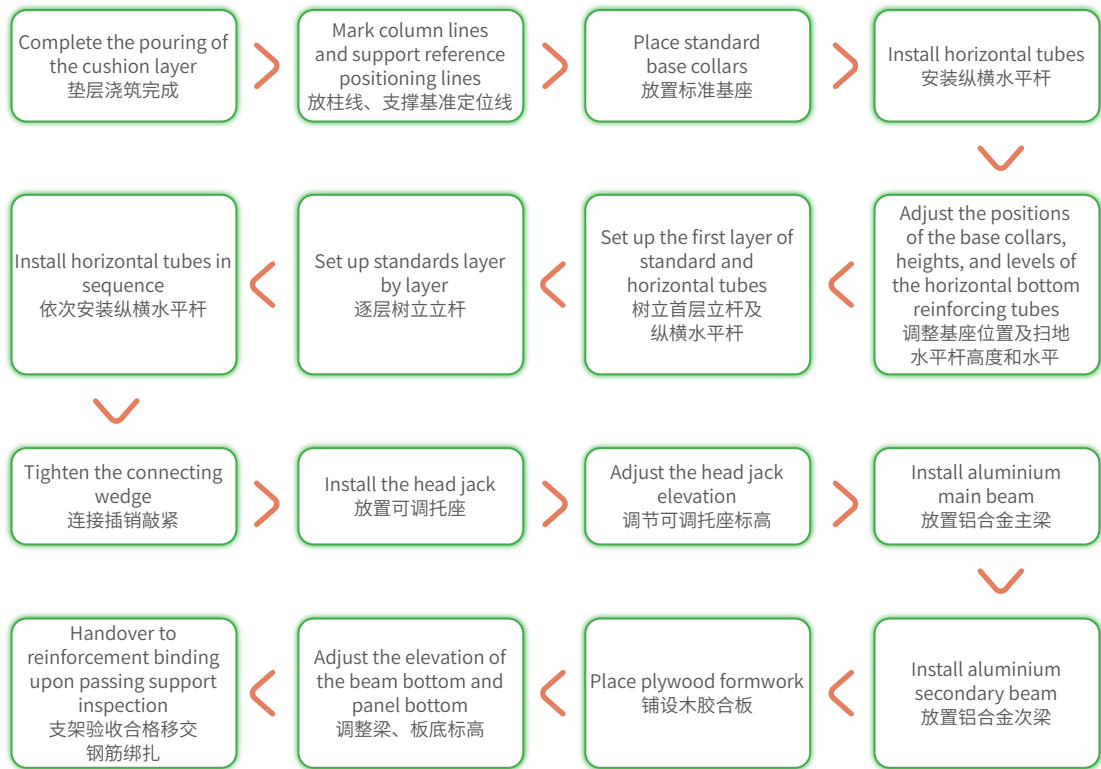 Complete the pouring of
the cushion layer
垫层浇筑完成
Mark column lines
and support reference
positioning lines
放柱线、支撑基准定位线
Place standard
base collars
放置标准基座
Install horizontal tubes
安装纵横水平杆
Adjust the positions
of the base collars,
heights, and levels of
the horizontal bottom
reinforcing tubes
调整基座位置及扫地
水平杆高度和水平
Set up the first layer of
standard and
horizontal tubes
树立首层立杆及
纵横水平杆
Set up standards layer
by layer
逐层树立立杆
Install horizontal tubes in
sequence
依次安装纵横水平杆
Tighten the connecting
wedge
连接插销敲紧
Install the head jack
放置可调托座
Adjust the head jack
elevation
调节可调托座标高
Install aluminium
main beam
放置铝合金主梁
Install aluminium
secondary beam
放置铝合金次梁
Place plywood formwork
铺设木胶合板
Adjust the elevation of
the beam bottom and
panel bottom
调整梁、板底标高
Handover to
reinforcement binding
upon passing support
inspection
支架验收合格移交
钢筋绑扎